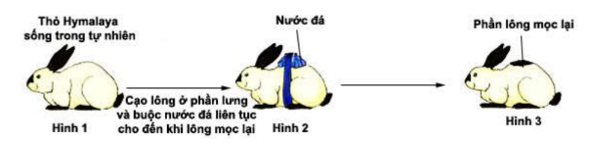 Thỏ Hymalaya
sống trong tự nhiên
Hình 1
Cạo lông ở phần lưng
và buộc nước đá liên tục
cho đến khi lông mọc lại
Nước đá
Hình 2
Phần lông mọc lại
Hình 3